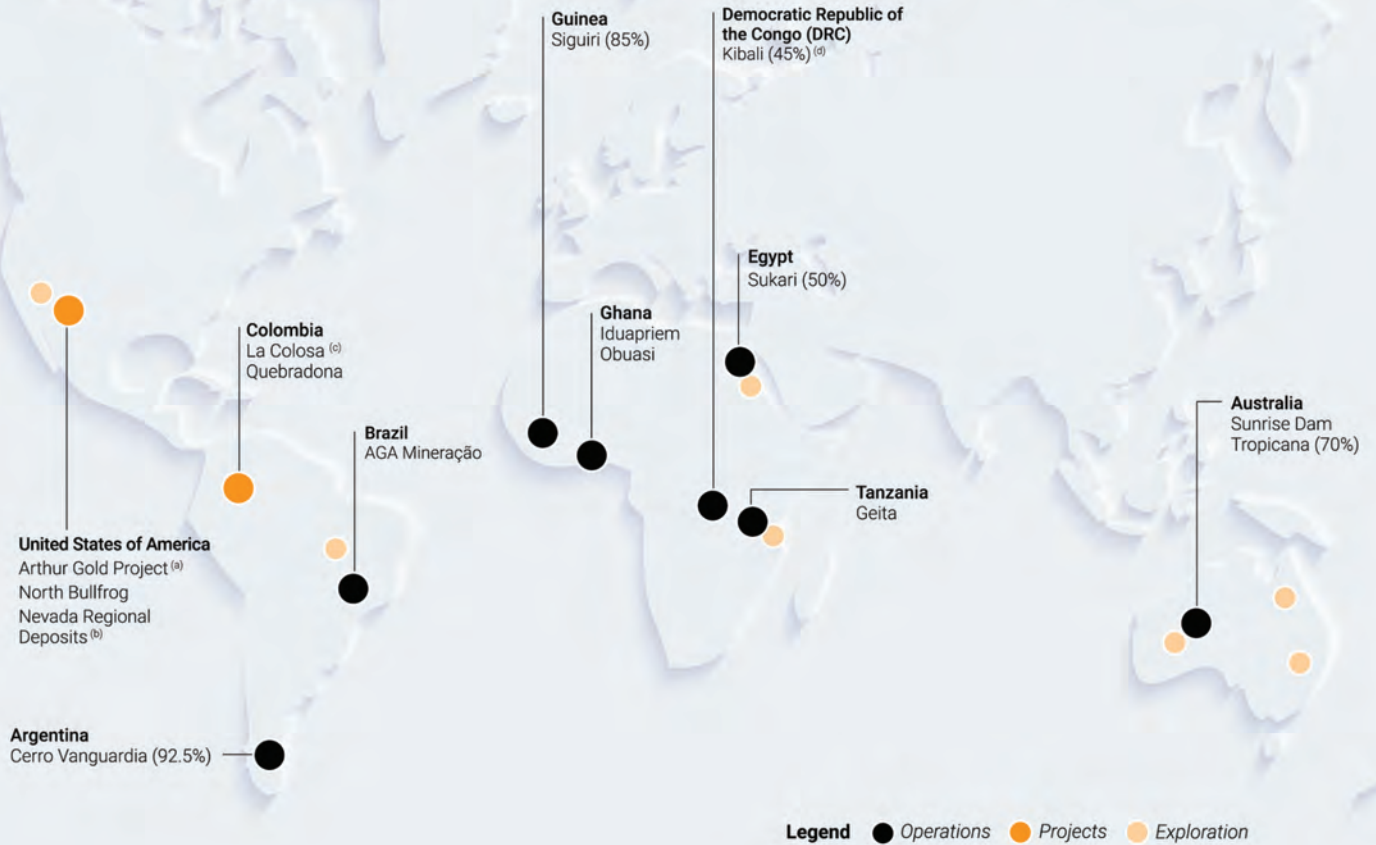 Guinea
Siguiri (85%)
Democratic Republic of
the Congo (DRC)
Kibali (45%) (d)
Egypt
Sukari (50%)
Ghana
Iduapriem
Obuasi
Colombia
La Colosa (c)
Quebradona
Brazil
AGA Mineração
Australia
Sunrise Dam
Tropicana (70%)
Tanzania
Geita
United States of America
Arthur Gold Project (a)
North Bullfrog
Nevada Regional
Deposits (b)
Argentina
Cerro Vanguardia (92.5%)
Legend Operations Projects Exploration